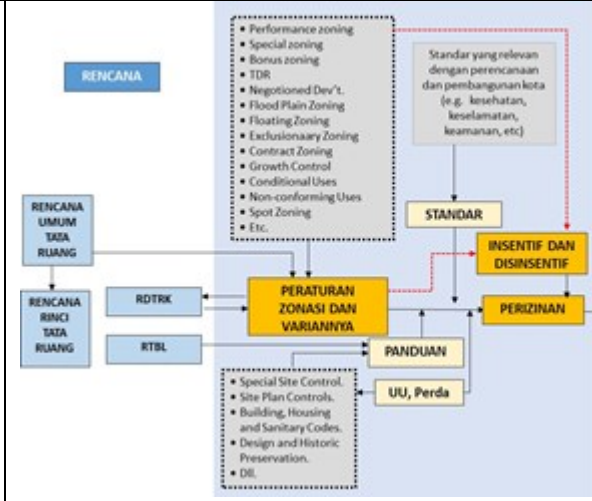 RENCANA
• Performance zoning
• Special zoning
• Bonus zoning
• TDR
• Negotioned Dev't.
• Flood Plain Zoning
• Floating Zoning
• Exclusionaary Zoning
• Contract Zoning
• Growth Control
• Conditional Uses
• Non-conforming Uses
• Spot Zoning
• Etc.
Standar yang relevan
dengan perencanaan
dan pembangunan kota
(e.g. kesehatan,
keselamatan,
keamanan, etc)
RENCANA
UMUM
TATA
RUANG
STANDAR
INSENTIF DAN
DISINSENTIF
RENCANA
RINCI
TATA
RUANG
RDTRK
PERATURAN
ZONASI DAN
VARIANNYA
PERIZINAN
RTBL
PANDUAN
UU, Perda
• Special Site Control.
• Site Plan Controls.
• Building, Housing
and Sanitary Codes.
• Design and Historic
Preservation.
• Dll.